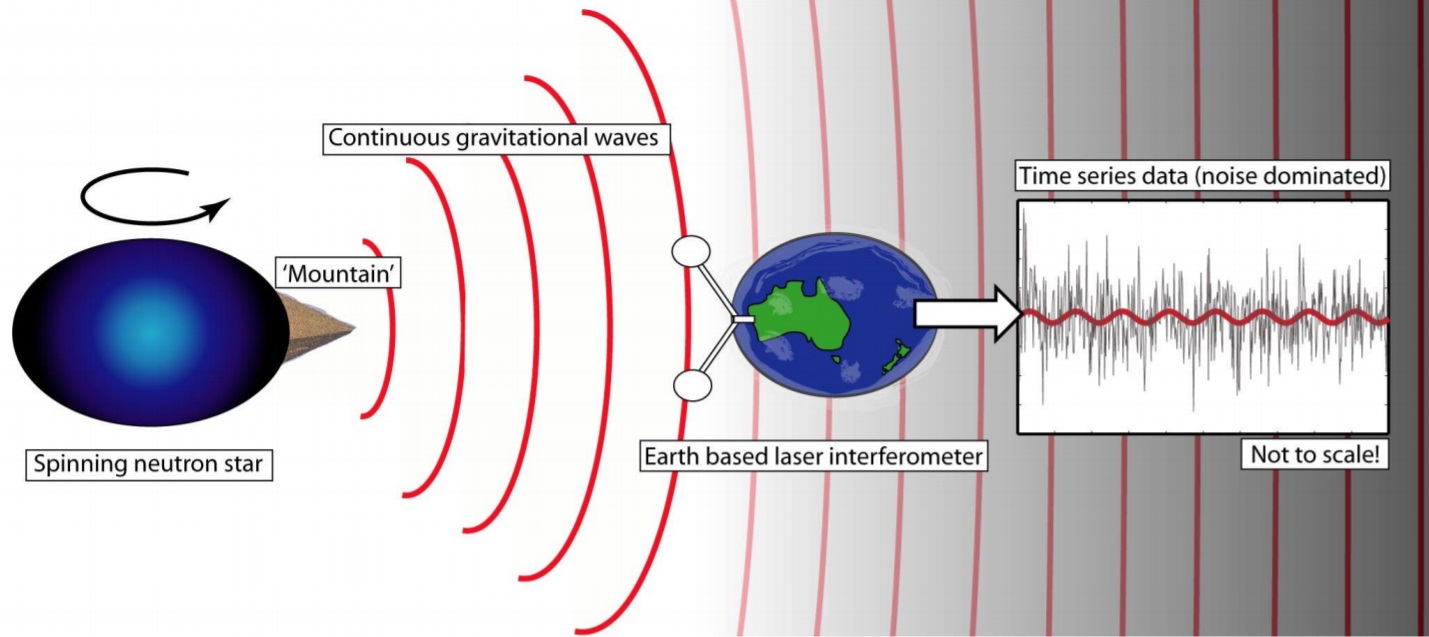 Continuous gravitational waves
Time series data (noise dominated)
'Mountain'
Spinning neutron star
Earth based laser interferometer
Not to scale!